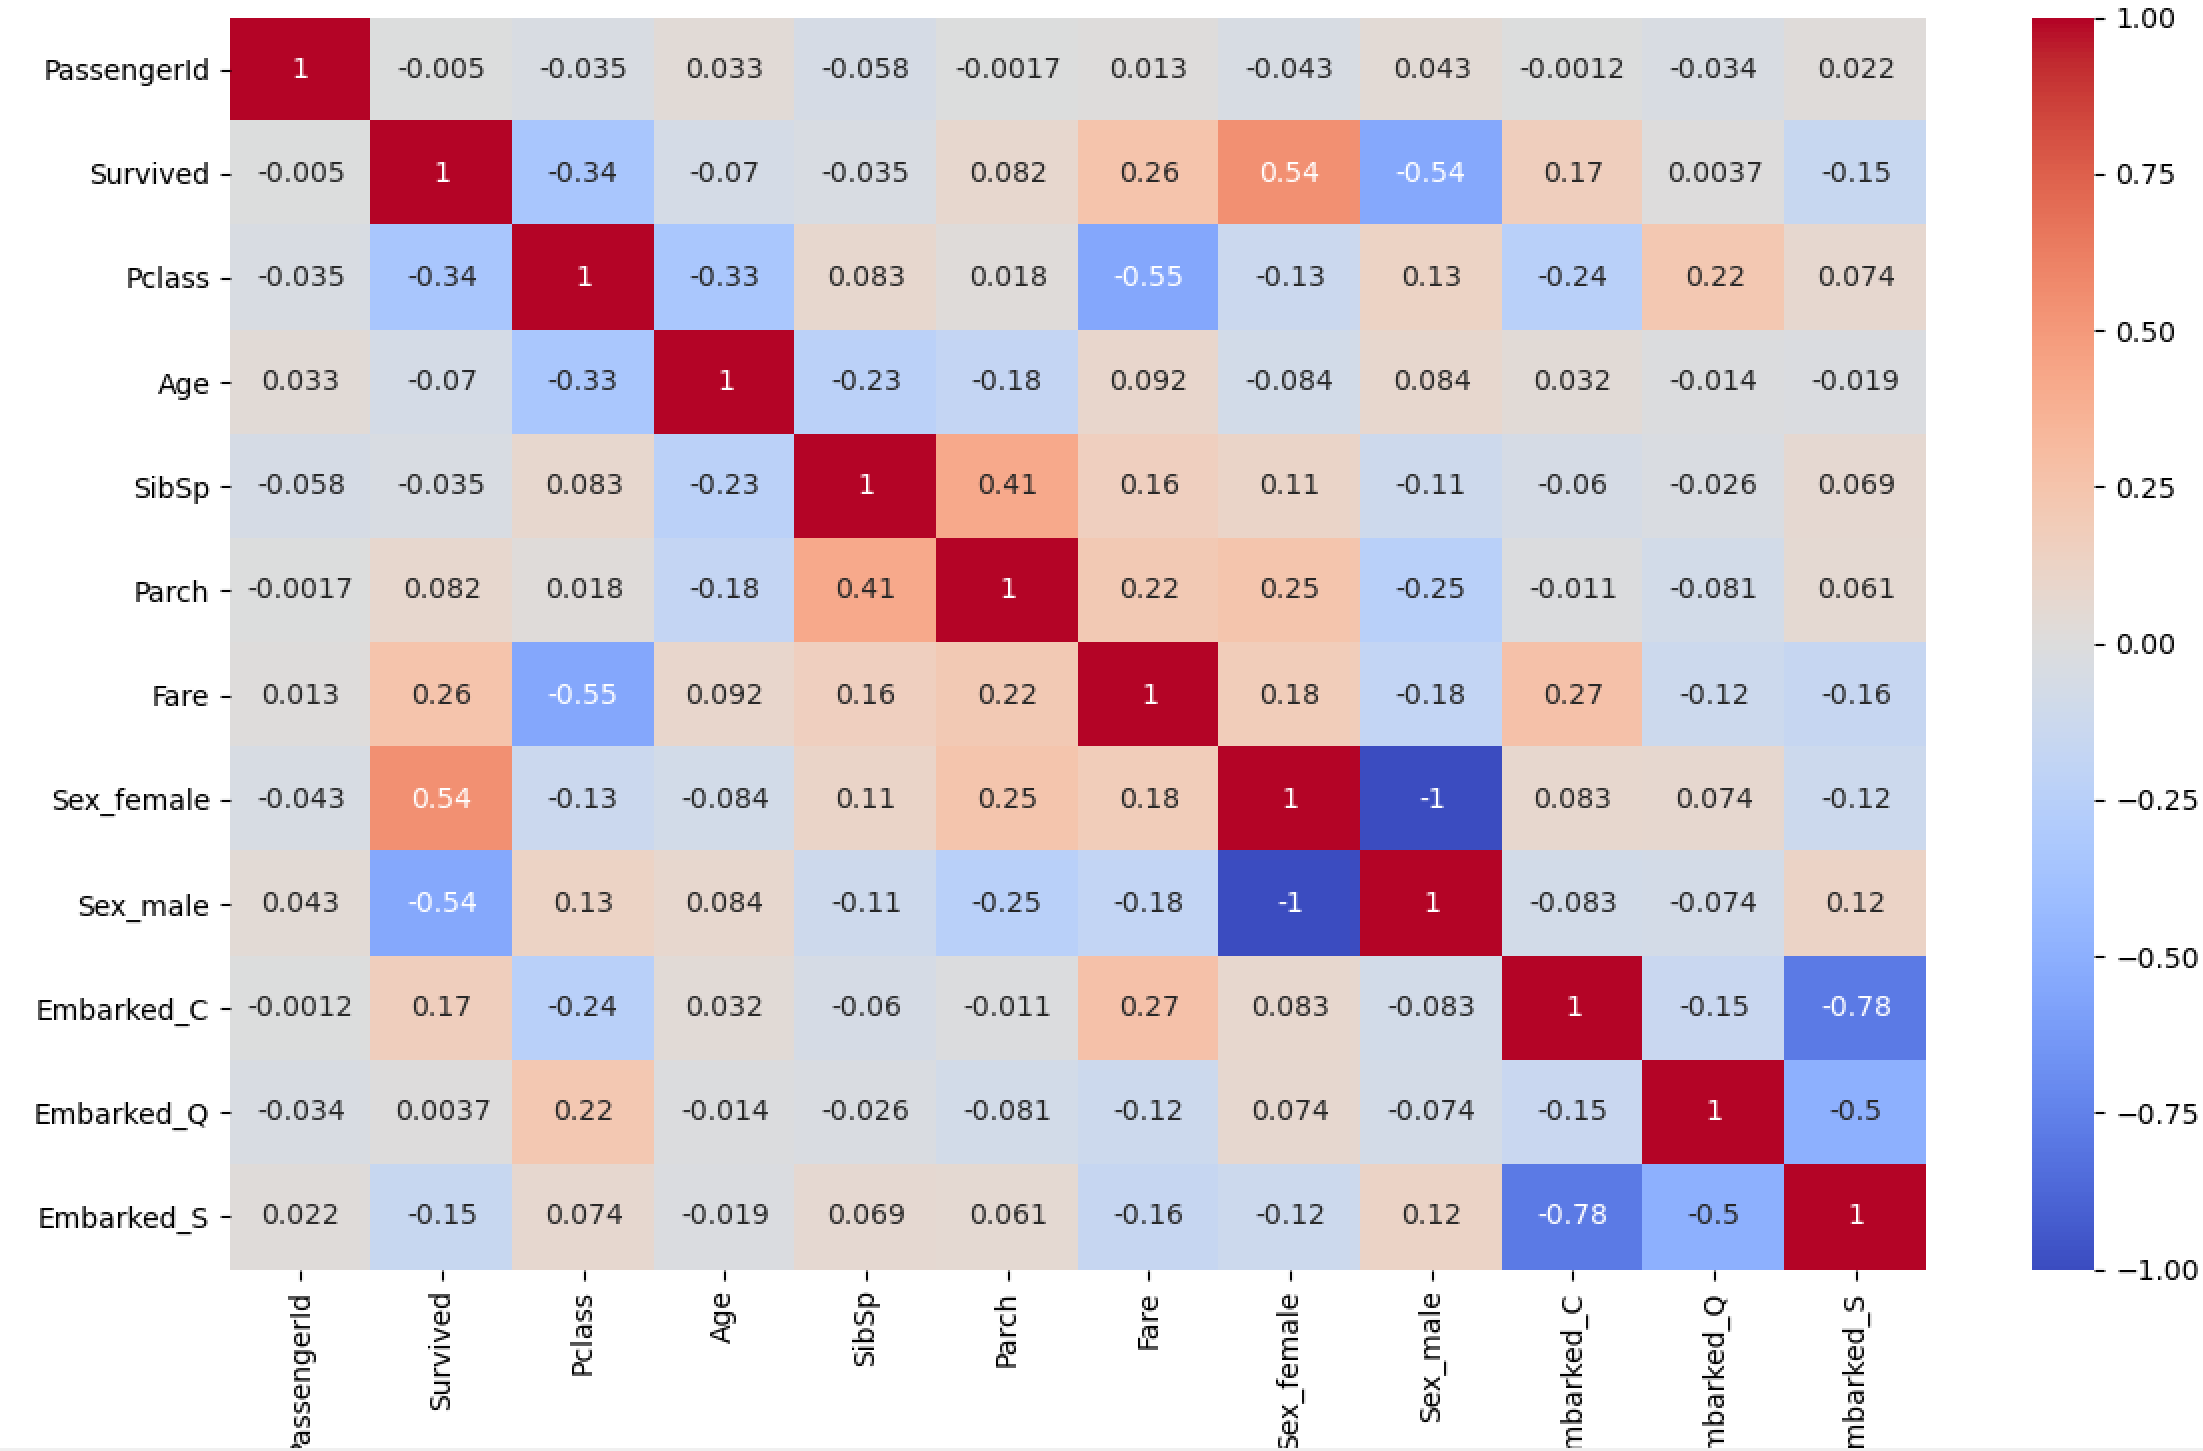 PassengerId 1 -0.005 -0.035 0.033 -0.058 -0.0017 0.013 -0.043 0.043 -0.0012 -0.034 0.022
Survived -0.005 1 -0.34 -0.07 -0.035 0.082 0.26 0.54 -0.54 0.17 0.0037 -0.15
Pclass -0.035 -0.34 1 -0.33 0.083 0.018 -0.55 -0.13 0.13 -0.24 0.22 0.074
Age 0.033 -0.07 -0.33 1 -0.23 -0.18 0.092 -0.084 0.084 0.032 -0.014 -0.019
SibSp -0.058 -0.035 0.083 -0.23 1 0.41 0.16 0.11 -0.11 -0.06 -0.026 0.069
Parch -0.0017 0.082 0.018 -0.18 0.41 1 0.22 0.25 -0.25 -0.011 -0.081 0.061
Fare 0.013 0.26 -0.55 0.092 0.16 0.22 1 0.18 -0.18 0.27 -0.12 -0.16
Sex_female -0.043 0.54 -0.13 -0.084 0.11 0.25 0.18 1 -1 0.083 0.074 -0.12
Sex_male 0.043 -0.54 0.13 0.084 -0.11 -0.25 -0.18 -1 1 -0.083 -0.074 0.12
Embarked_C -0.0012 0.17 -0.24 0.032 -0.06 -0.011 0.27 0.083 -0.083 1 -0.15 -0.78
Embarked_Q -0.034 0.0037 0.22 -0.014 -0.026 -0.081 -0.12 0.074 -0.074 -0.15 1 -0.5
Embarked_S 0.022 -0.15 0.074 -0.019 0.069 0.061 -0.16 -0.12 0.12 -0.78 -0.5 1
PassengerId
Survived
Pclass
Age
SibSp
Parch
Fare
Sex_female
Sex_male
mbarked_C
mbarked_Q
mbarked_S
1.00
0.75
0.50
0.25
0.00
−0.25
−0.50
−0.75
−1.00